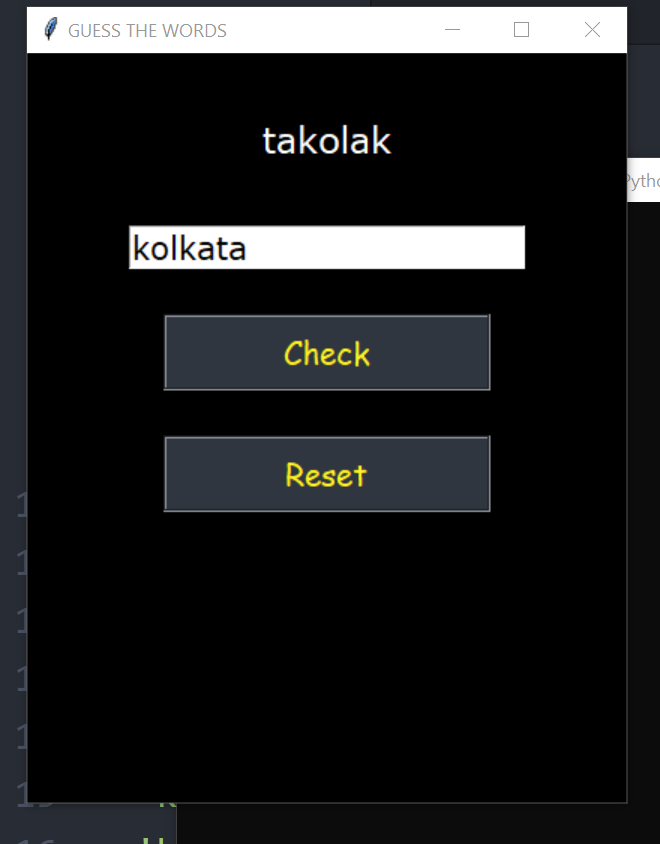 GUESS THE WORDS
takolak
kolkata
Check
Reset